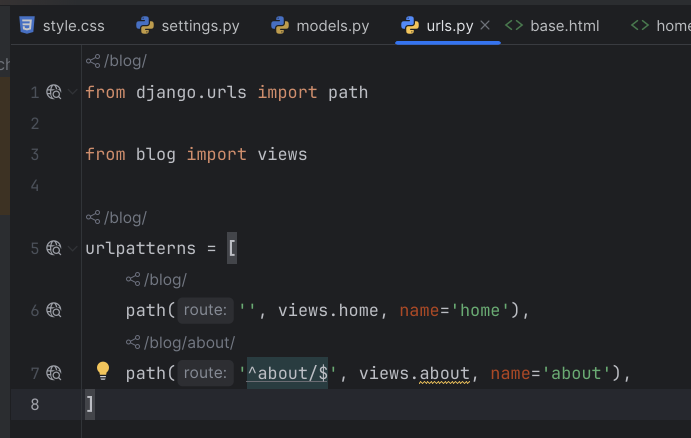 style.css settings.py models.py urls.py base.html home
/blog/
1 from django.urls import path
2
3 from blog import views
4
/blog/
5 urlpatterns = [
/blog/
6 path( route: '', views.home, name='home'),
/blog/about/
7 path( route: '^about/$', views.about, name='about'),
8 ]